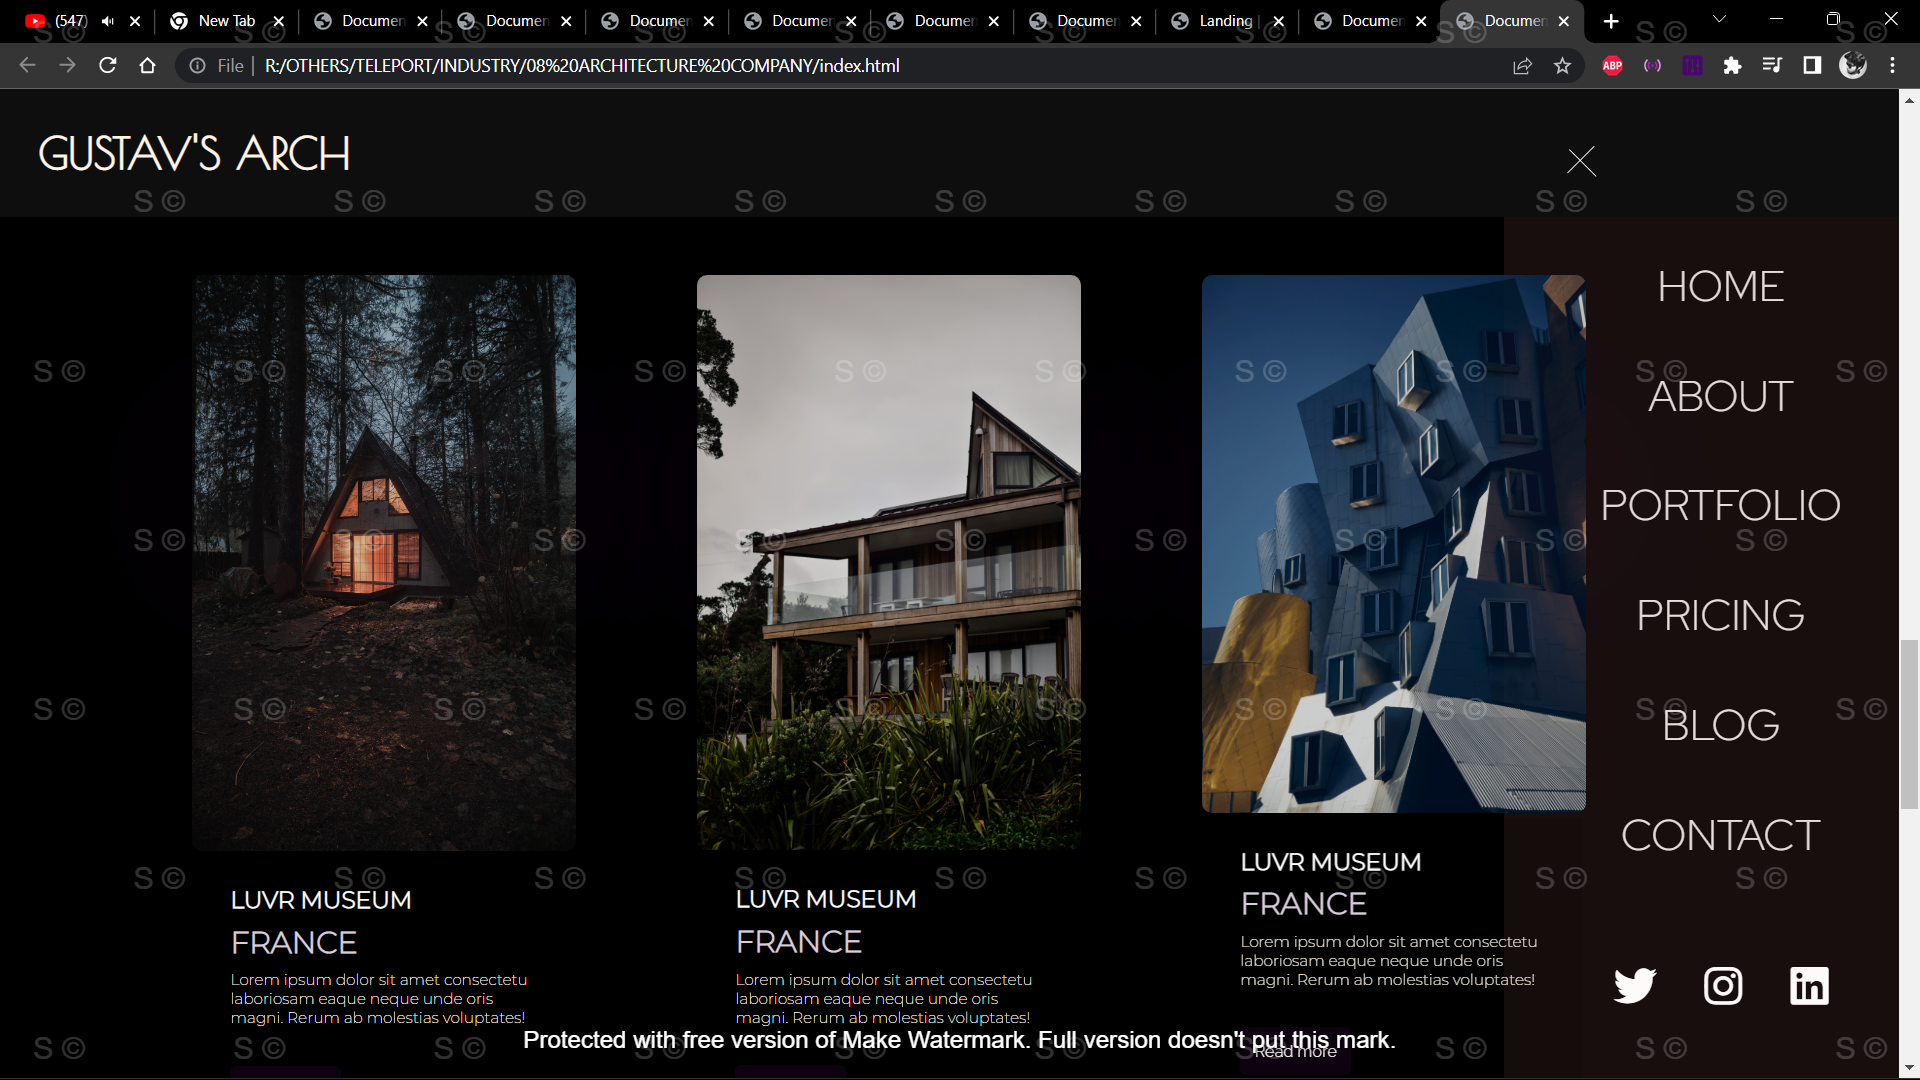 (547)
New Tab
Documen
Documen
Documen
Documen
Documen
Documen
Landing
Documen
Documen
File
R:/OTHERS/TELEPORT/INDUSTRY/08%20ARCHITECTURE%20COMPANY/index.html
ABP
GUSTAV'S ARCH
HOME
ABOUT
PORTFOLIO
PRICING
BLOG
CONTACT
LUVR MUSEUM
FRANCE
Lorem ipsum dolor sit amet consectetu
laboriosam eaque neque unde oris
magni. Rerum ab molestias voluptates!
LUVR MUSEUM
FRANCE
Lorem ipsum dolor sit amet consectetu
laboriosam eaque neque unde oris
magni. Rerum ab molestias voluptates!
LUVR MUSEUM
FRANCE
Lorem ipsum dolor sit amet consectetu
laboriosam eaque neque unde oris
magni. Rerum ab molestias voluptates!
Read more
Protected with free version of Make Watermark. Full version doesn't put this mark.
S ©